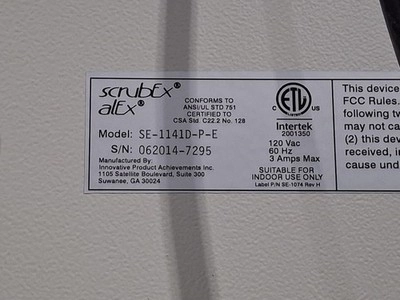 scrubEx®
alEx®
CONFORMS TO
ANSI/UL STD 751
CERTIFIED TO
CSA Std. C22.2 No. 128
Model: SE-1141D-P-E
S/N: 062014-7295
Manufactured By:
Innovative Product Achievements Inc.
1105 Satellite Boulevard, Suite 300
Suwanee, GA 30024
C ETL US
Intertek
2001350
120 Vac
60 Hz
3 Amps Max
SUITABLE FOR
INDOOR USE ONLY
Label P/N SE-1074 Rev H
This device
FCC Rules.
following tw
may not ca
(2) this devi
received, in
cause und